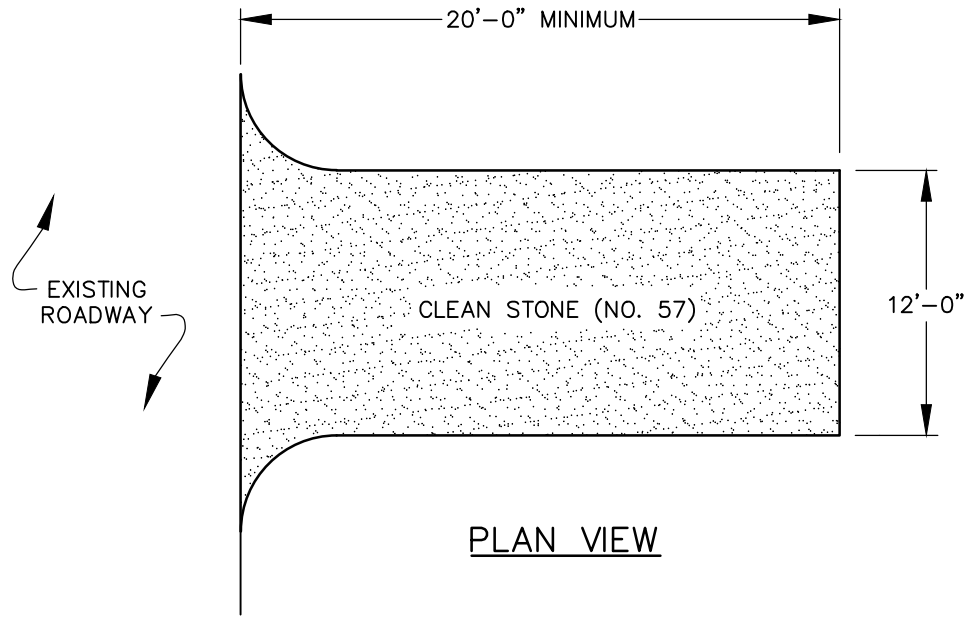 20'-0" MINIMUM
EXISTING
ROADWAY
CLEAN STONE (NO. 57)
12'-0"
PLAN VIEW